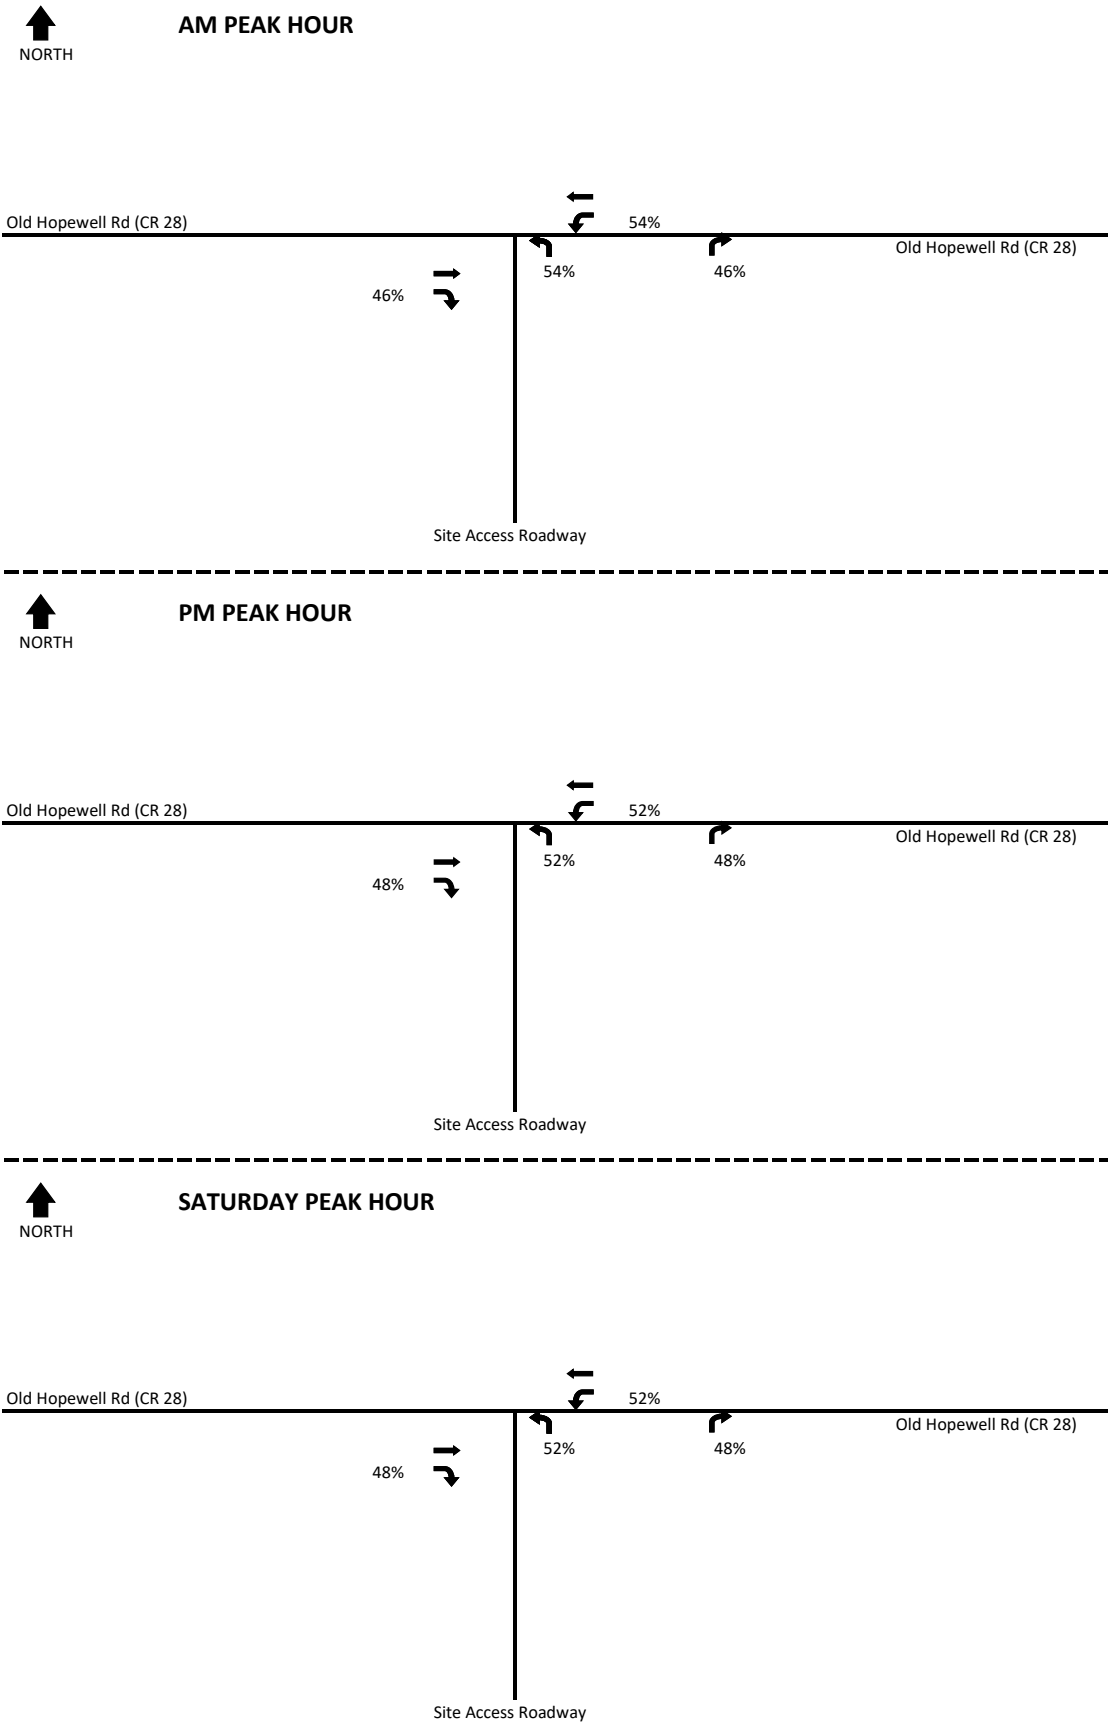 AM PEAK HOUR
NORTH
Old Hopewell Rd (CR 28)
54%
Old Hopewell Rd (CR 28)
54%
46%
46%
Site Access Roadway
PM PEAK HOUR
NORTH
Old Hopewell Rd (CR 28)
52%
Old Hopewell Rd (CR 28)
52%
48%
48%
Site Access Roadway
SATURDAY PEAK HOUR
NORTH
Old Hopewell Rd (CR 28)
52%
Old Hopewell Rd (CR 28)
52%
48%
48%
Site Access Roadway